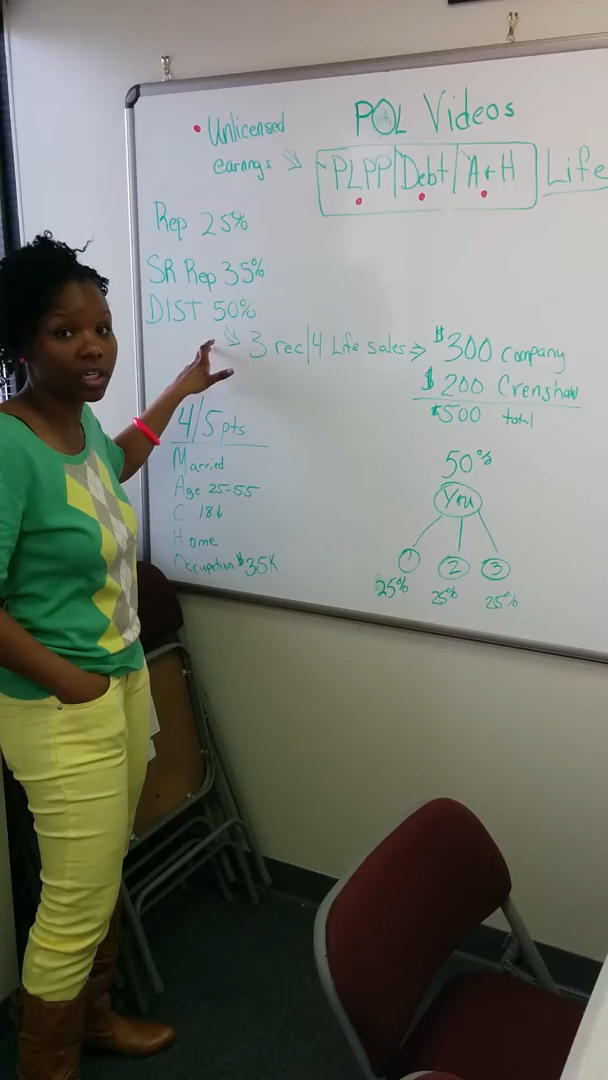 POL Videos
• Unlicensed
earnings ↘ PLPP/Debt/A+H Life
Rep 25%
SR Rep 35%
DIST 50%
3 rec/4 Life sales ⇒ $300 company
$200 Crenshaw
$500 total
4/5 pts
Married
Age 25-55
C 18↓
Home
Occupation $35K
50%
You
1 2 3
25% 25% 25%